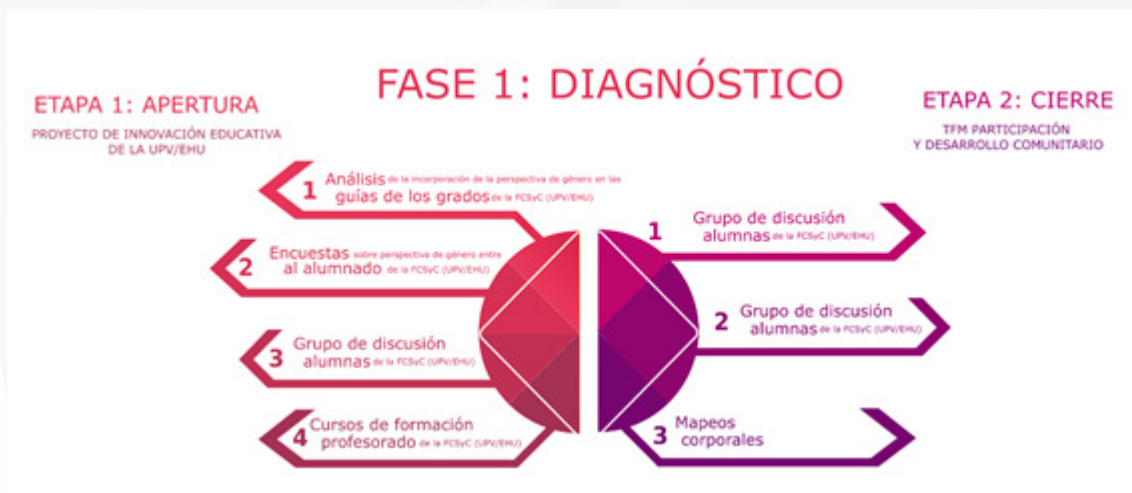 FASE 1: DIAGNÓSTICO
ETAPA 1: APERTURA
PROYECTO DE INNOVACIÓN EDUCATIVA
DE LA UPV/EHU
1 Análisis de la incorporación de la perspectiva de género en las
guías de los grados de la FCSyC (UPV/EHU)
2 Encuestas sobre perspectiva de género entre
al alumnado de la FCSyC (UPV/EHU)
3 Grupo de discusión
alumnas de la FCSyC (UPV/EHU)
4 Cursos de formación
profesorado de la FCSyC (UPV/EHU)
ETAPA 2: CIERRE
TFM PARTICIPACIÓN
Y DESARROLLO COMUNITARIO
1 Grupo de discusión
alumnas de la FCSyC (UPV/EHU)
2 Grupo de discusión
alumnas de la FCSyC (UPV/EHU)
3 Mapeos
corporales